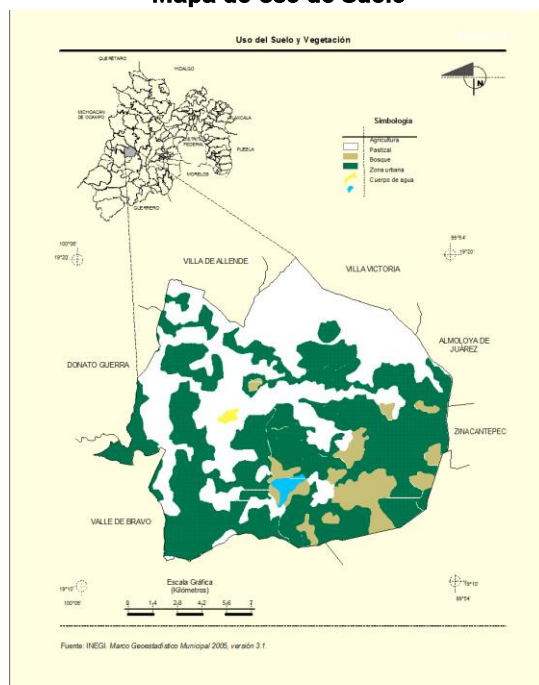 Mapa de Uso de Suelo
Uso del Suelo y Vegetación
QUERÉTARO
HIDALGO
MICHOACÁN
DE OCAMPO
TLAXCALA
DISTRITO
FEDERAL
PUEBLA
MORELOS
GUERRERO
N
Simbología
Agricultura
Pastizal
Bosque
Zona urbana
Cuerpo de agua
100°08'
19°20'
99°54'
19°20'
VILLA DE ALLENDE
VILLA VICTORIA
ALMOLOYA DE
JUÁREZ
DONATO GUERRA
ZINACANTEPEC
VALLE DE BRAVO
19°10'
100°08'
19°10'
99°54'
Escala Gráfica
(Kilómetros)
0 1.4 2.8 4.2 5.6 7
Fuente: INEGI. Marco Geoestadístico Municipal 2005, versión 3.1.